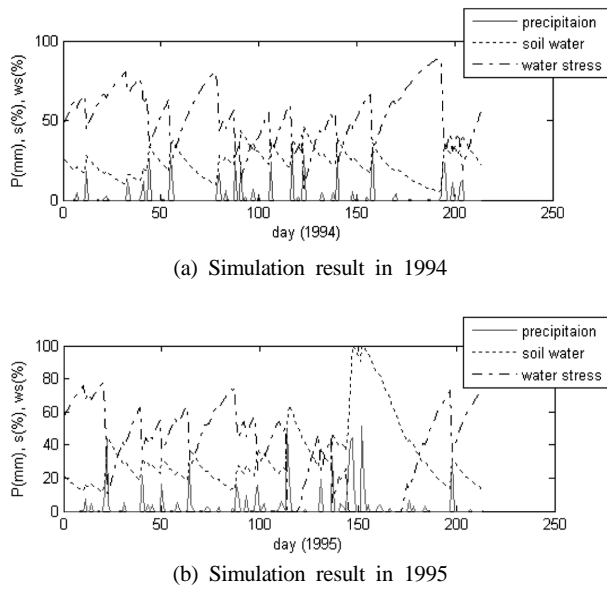 precipitaion
soil water
water stress
100
50
0
P(mm), s(%), ws(%)
0 50 100 150 200 250
day (1994)
(a) Simulation result in 1994
precipitaion
soil water
water stress
100
80
60
40
20
0
P(mm), s(%), ws(%)
0 50 100 150 200 250
day (1995)
(b) Simulation result in 1995